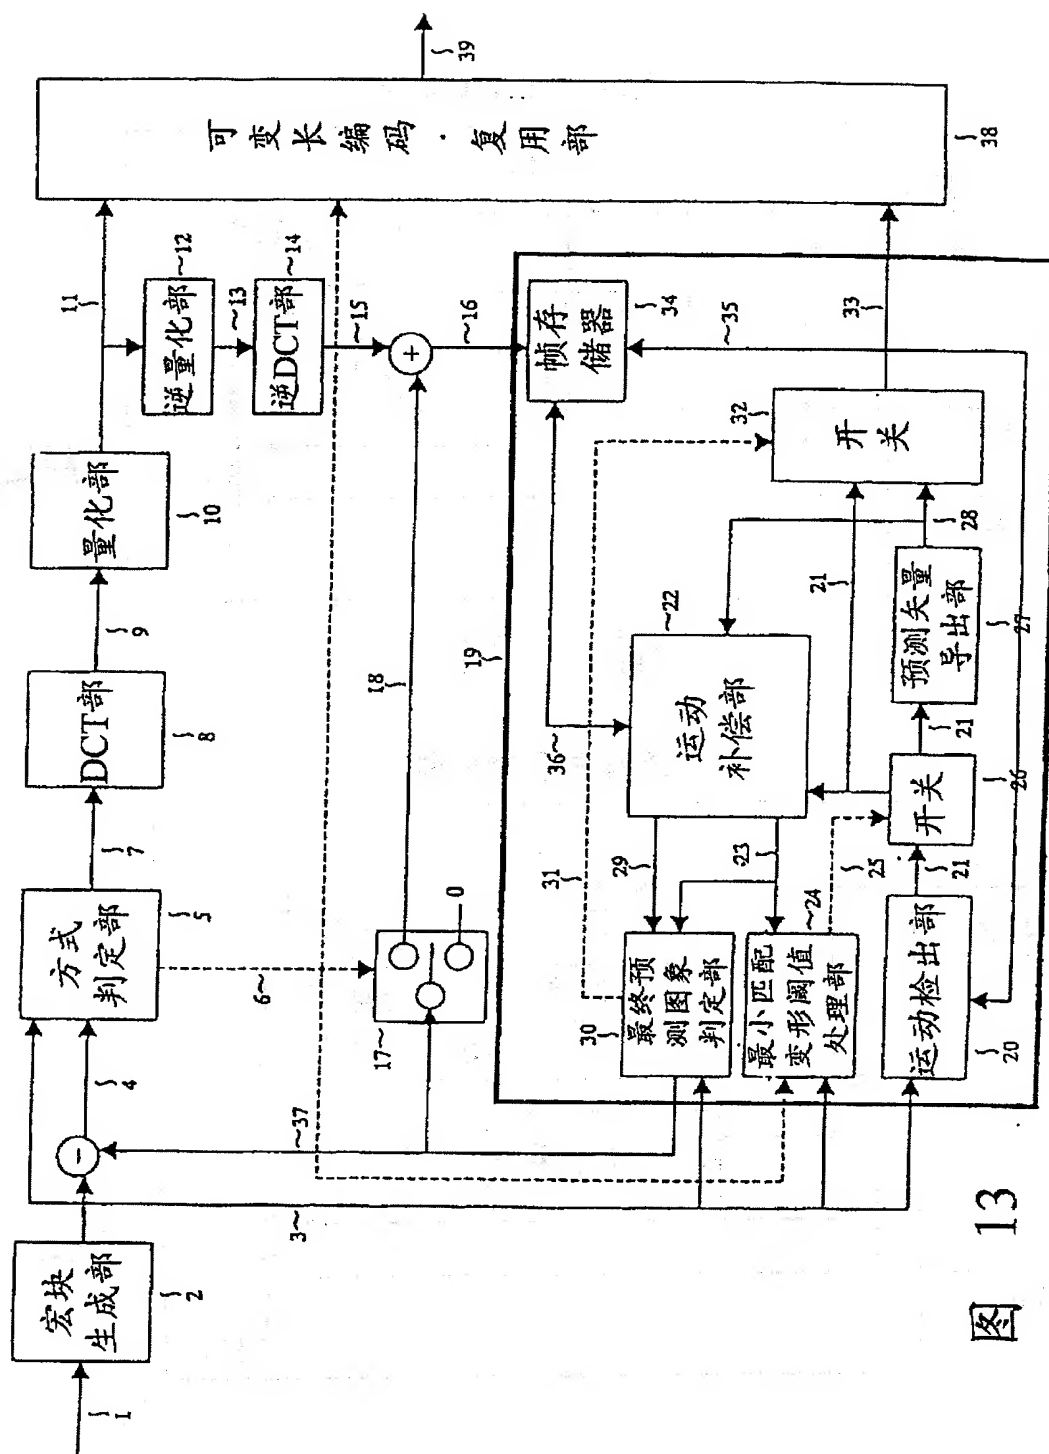 1
宏块
生成部
2
3
4
方式
判定部
5
6
7
DCT部
8
9
量化部
10
11
逆量化部
12
13
逆DCT部
14
15
+
16
17
0
18
19
-
37
可变长编码·复用部
38
39
帧存
储器
34
35
36
运动
补偿部
22
29
23
31
最终预
测图象
判定部
30
最小匹配
变形阈值
处理部
24
25
运动检出部
20
21
开关
26
21
预测矢量
导出部
27
21
28
开关
32
33
图 13